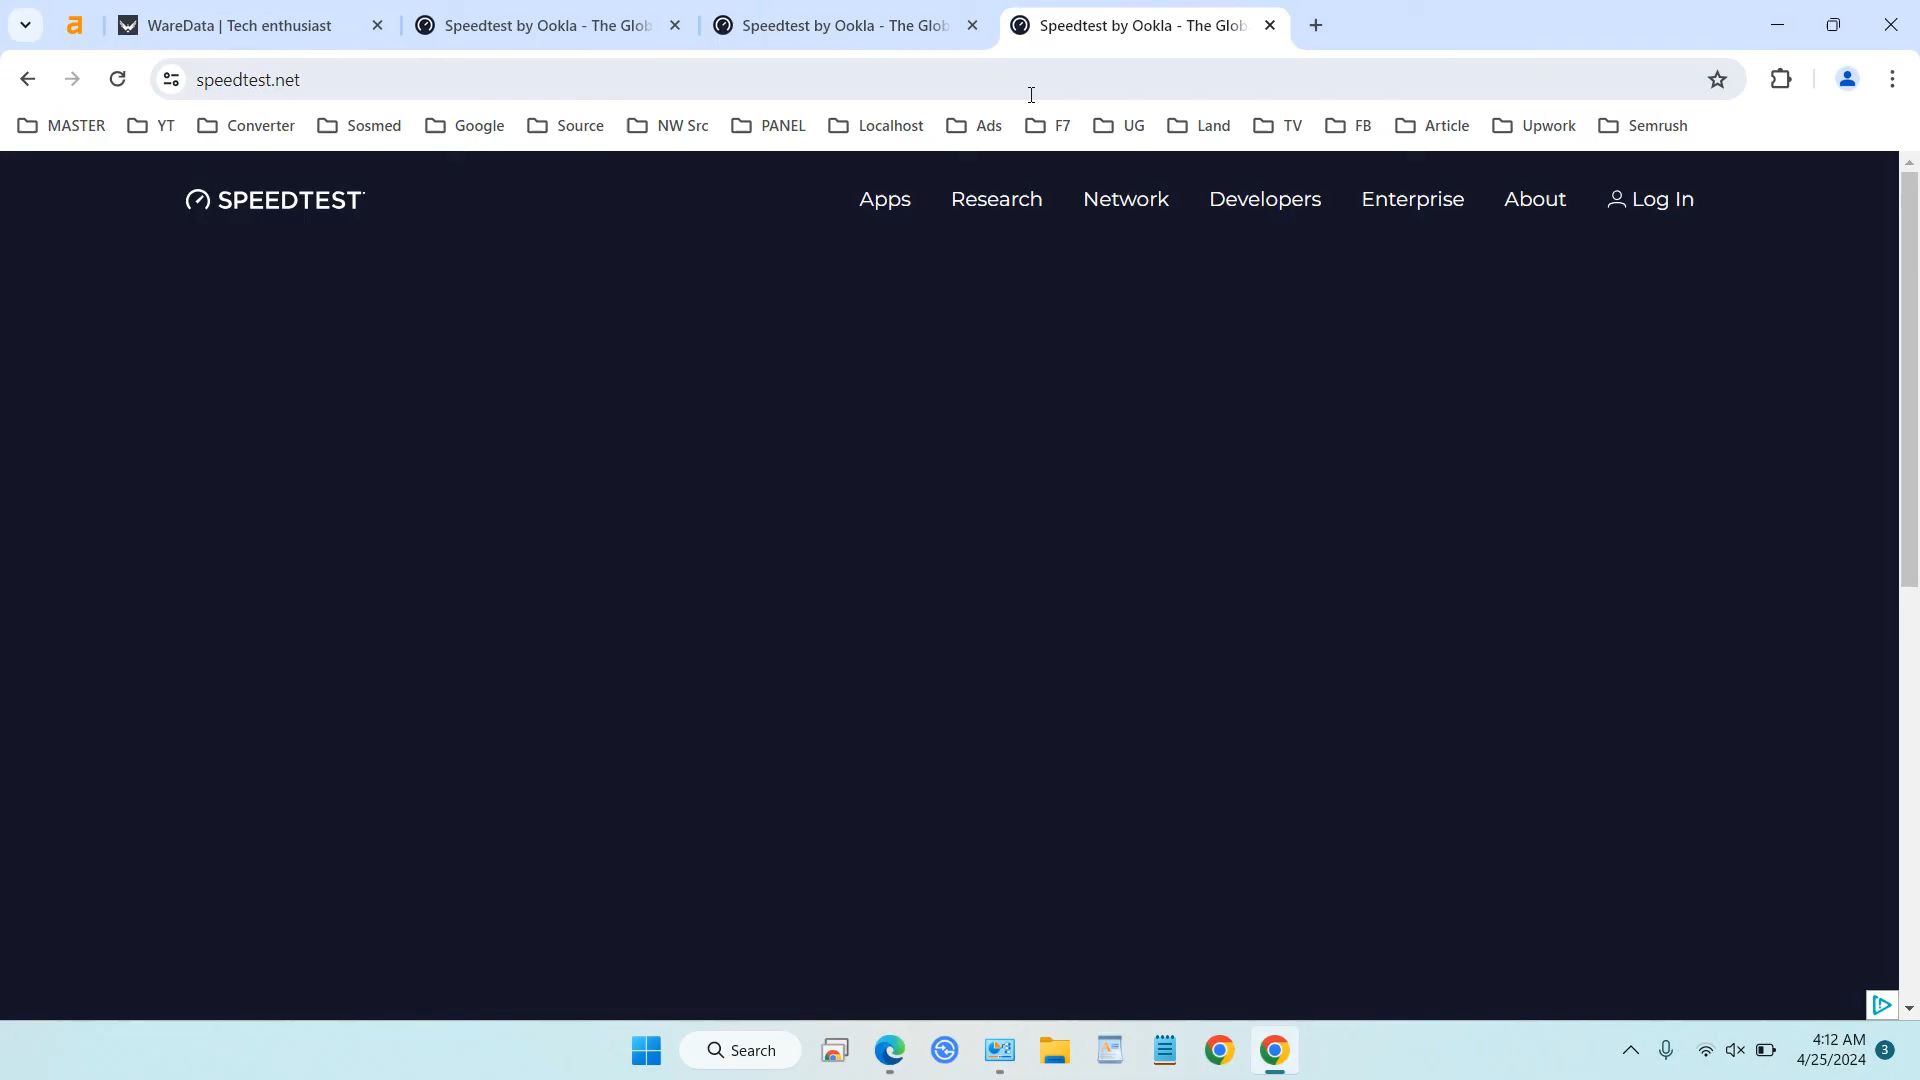 WareData | Tech enthusiast
Speedtest by Ookla - The Glob
Speedtest by Ookla - The Glob
Speedtest by Ookla - The Glob
speedtest.net
MASTER YT Converter Sosmed Google Source NW Src PANEL Localhost Ads F7 UG Land TV FB Article Upwork Semrush
SPEEDTEST Apps Research Network Developers Enterprise About Log In
Search
4:12 AM
4/25/2024
3